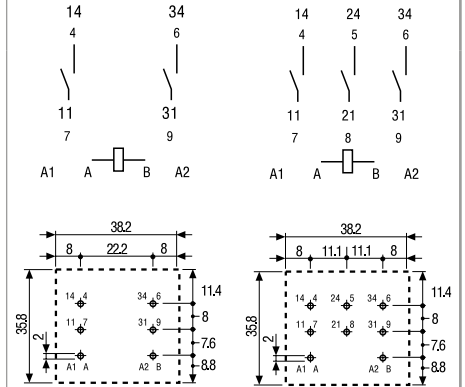 14 34 14 24 34
4 6 4 5 6
11 31 11 21 31
7 9 7 8 9
A1 A B A2 A1 A B A2
38.2 38.2
8 22.2 8 8 11.1 11.1 8
14 4 34 6 11.4 14 4 24 5 34 6 11.4
8 8
35.8 11 7 31 9 35.8 11 7 21 8 31 9
2 7.6 2 7.6
A1 A A2 B 8.8 A1 A A2 B 8.8